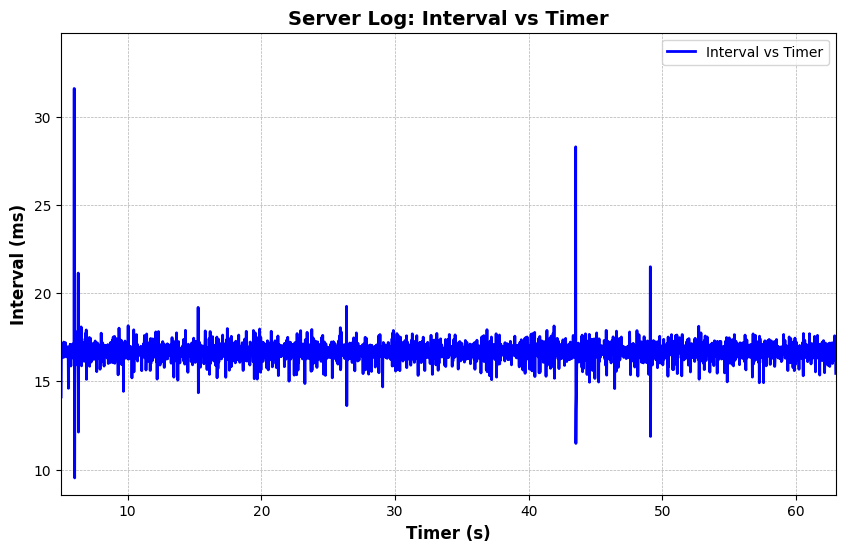 Server Log: Interval vs Timer
Interval vs Timer
30
25
20
15
10
Interval (ms)
10 20 30 40 50 60
Timer (s)